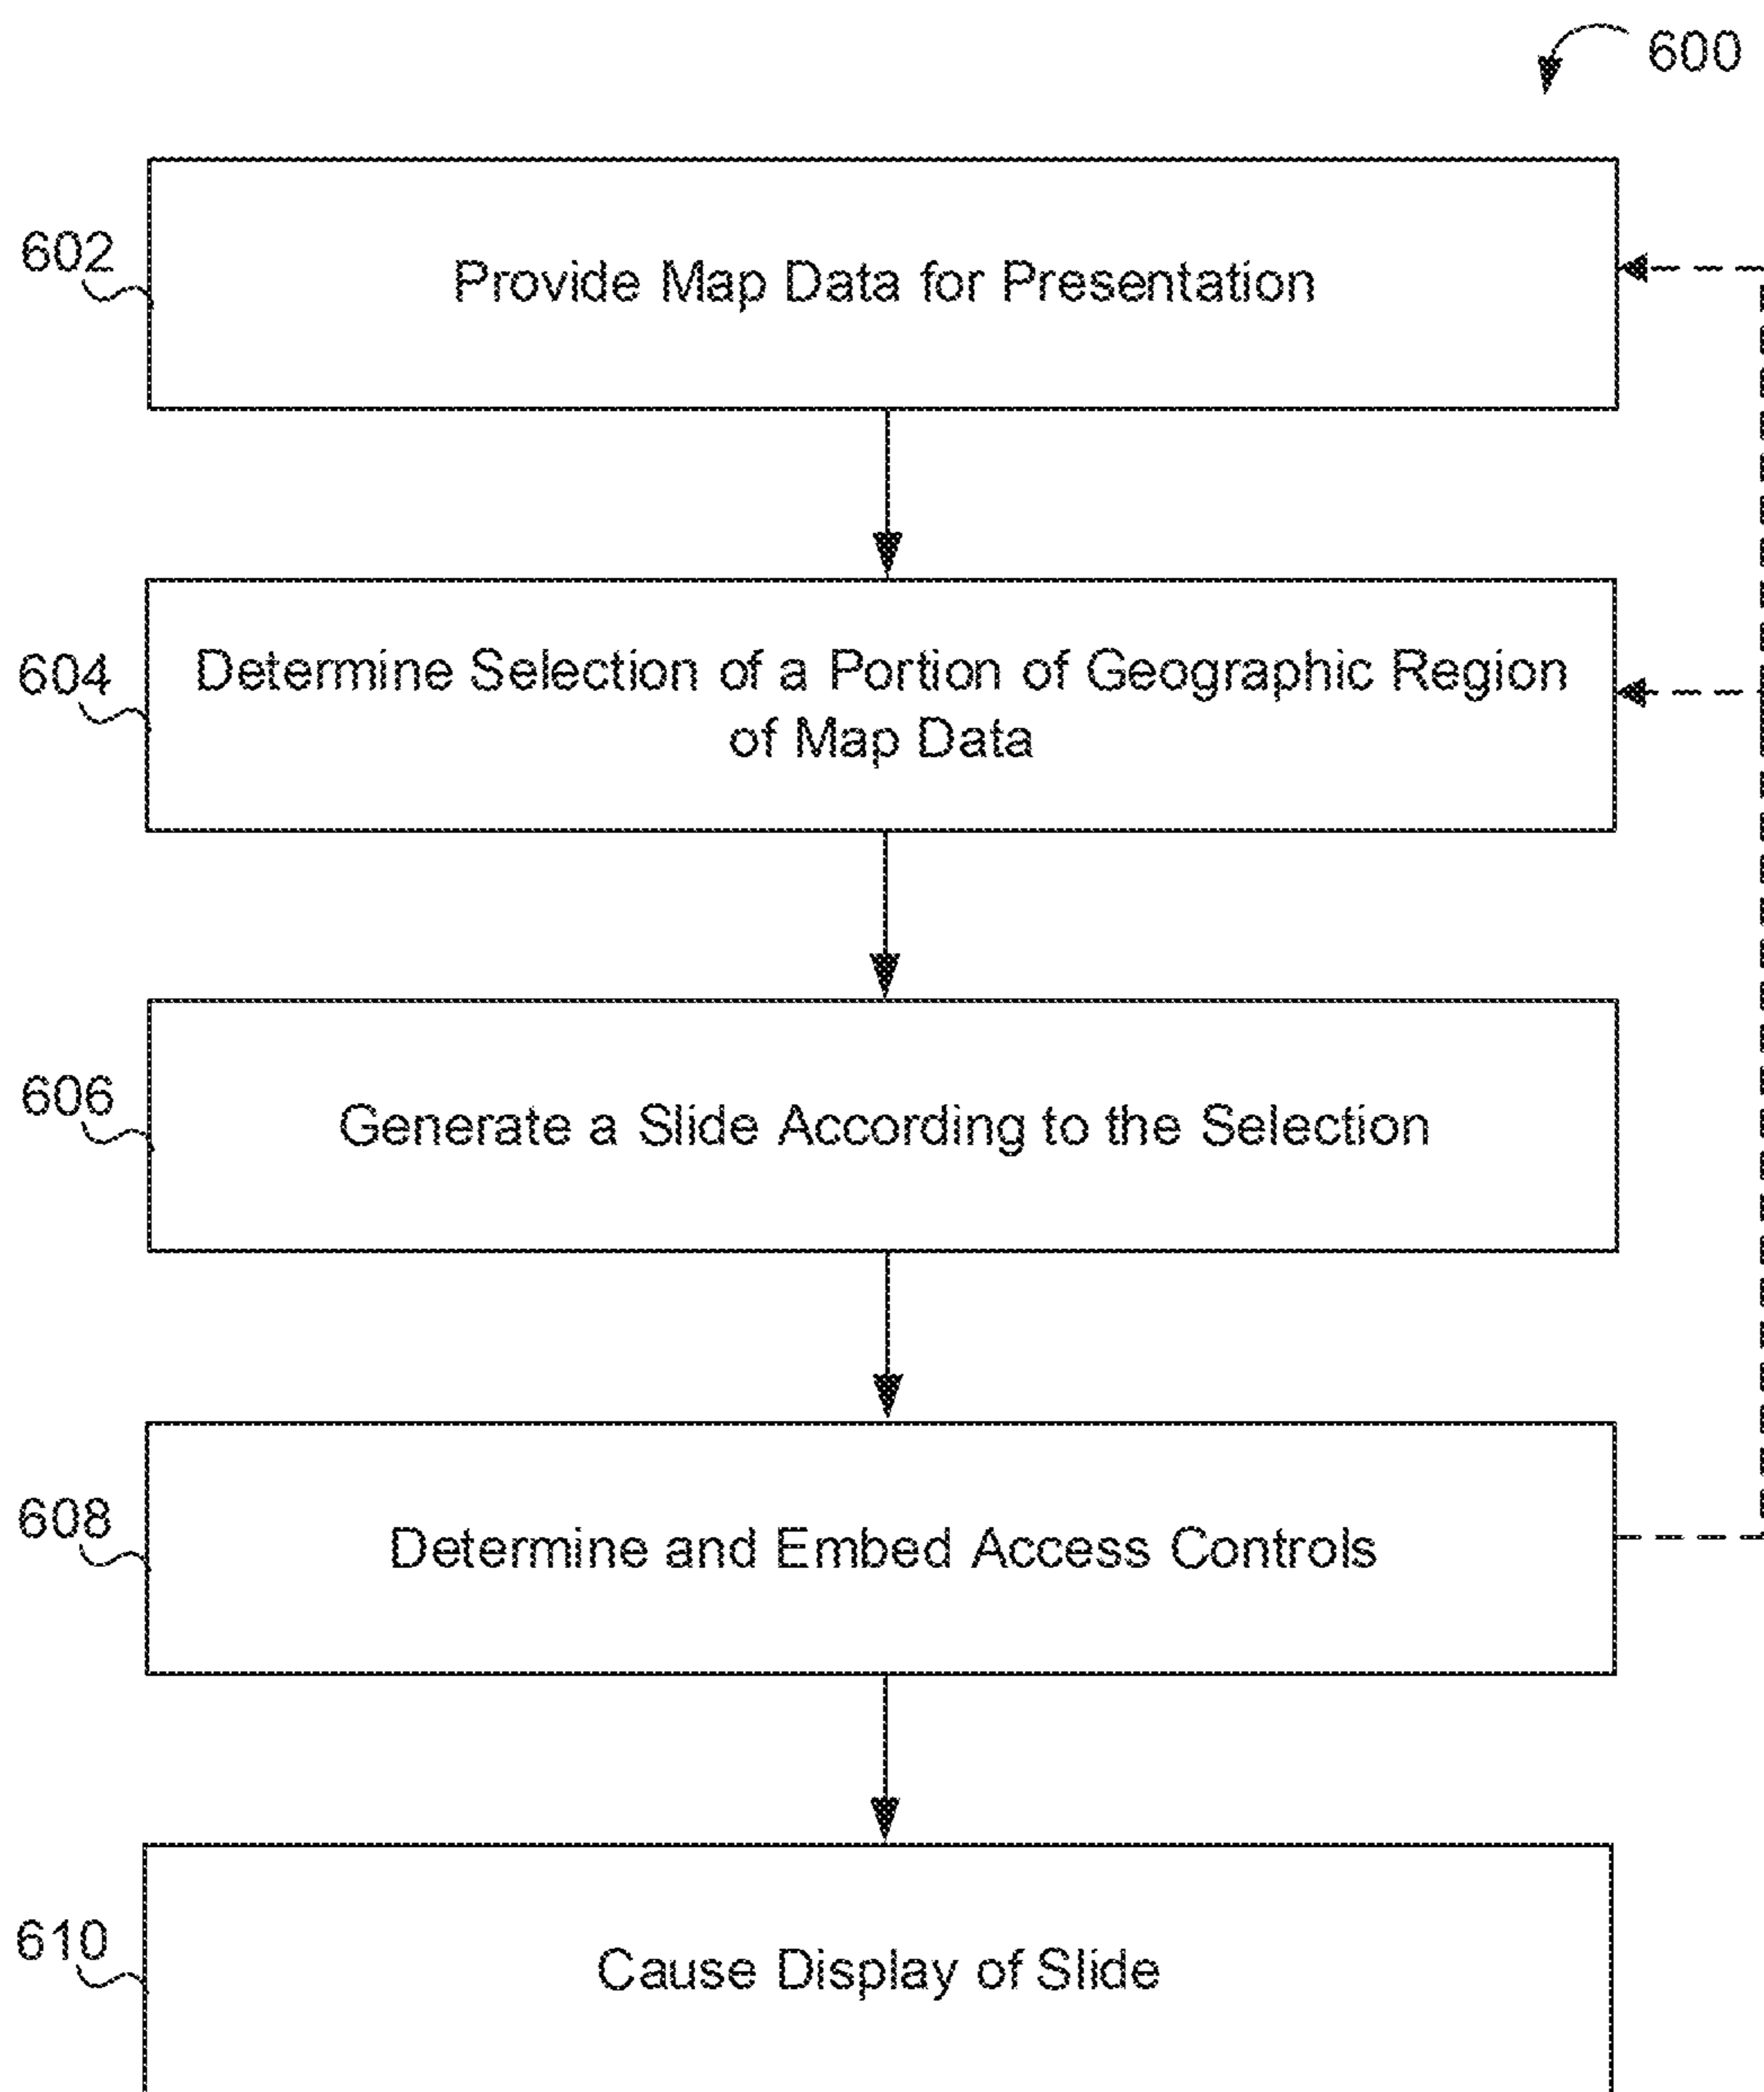 600
602
Provide Map Data for Presentation
604
Determine Selection of a Portion of Geographic Region
of Map Data
606
Generate a Slide According to the Selection
608
Determine and Embed Access Controls
610
Cause Display of Slide